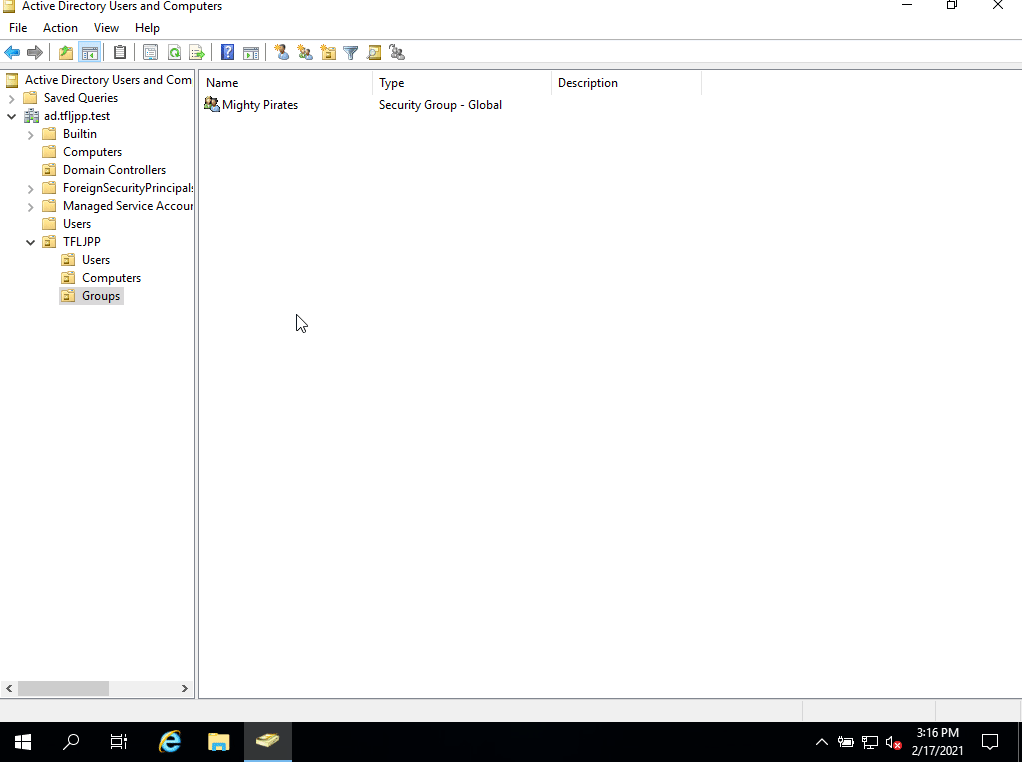 Active Directory Users and Computers
File Action View Help
Active Directory Users and Com
Saved Queries
ad.tfljpp.test
Builtin
Computers
Domain Controllers
ForeignSecurityPrincipals
Managed Service Accour
Users
TFLJPP
Users
Computers
Groups
Name Type Description
Mighty Pirates Security Group - Global
3:16 PM
2/17/2021